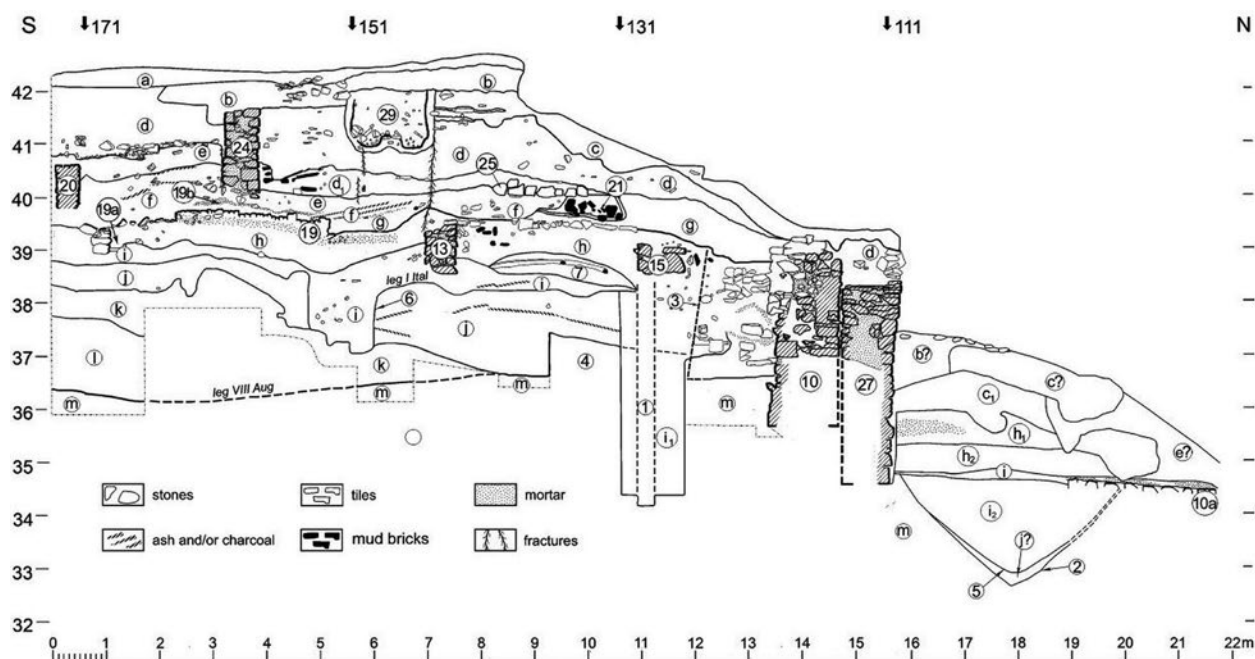 S ↓171 ↓151 ↓131 ↓111 N
a
42 b b
29
d 24 c
41 e d 25
20 d₁ 21 d
40 19b e
19a f f f g
19 g d
39 h 13 h 15
i 7
j leg I Ital i 3
38 i 6
k j b?
37 l k 4 10 27 c?
m leg VIII Aug m m 1 m c₁
36
i₁ h₁
35 h₂ e?
i
stones tiles mortar i₂ 10a
34
ash and/or charcoal mud bricks fractures m j?
33 5 2
32
0 1 2 3 4 5 6 7 8 9 10 11 12 13 14 15 16 17 18 19 20 21 22m